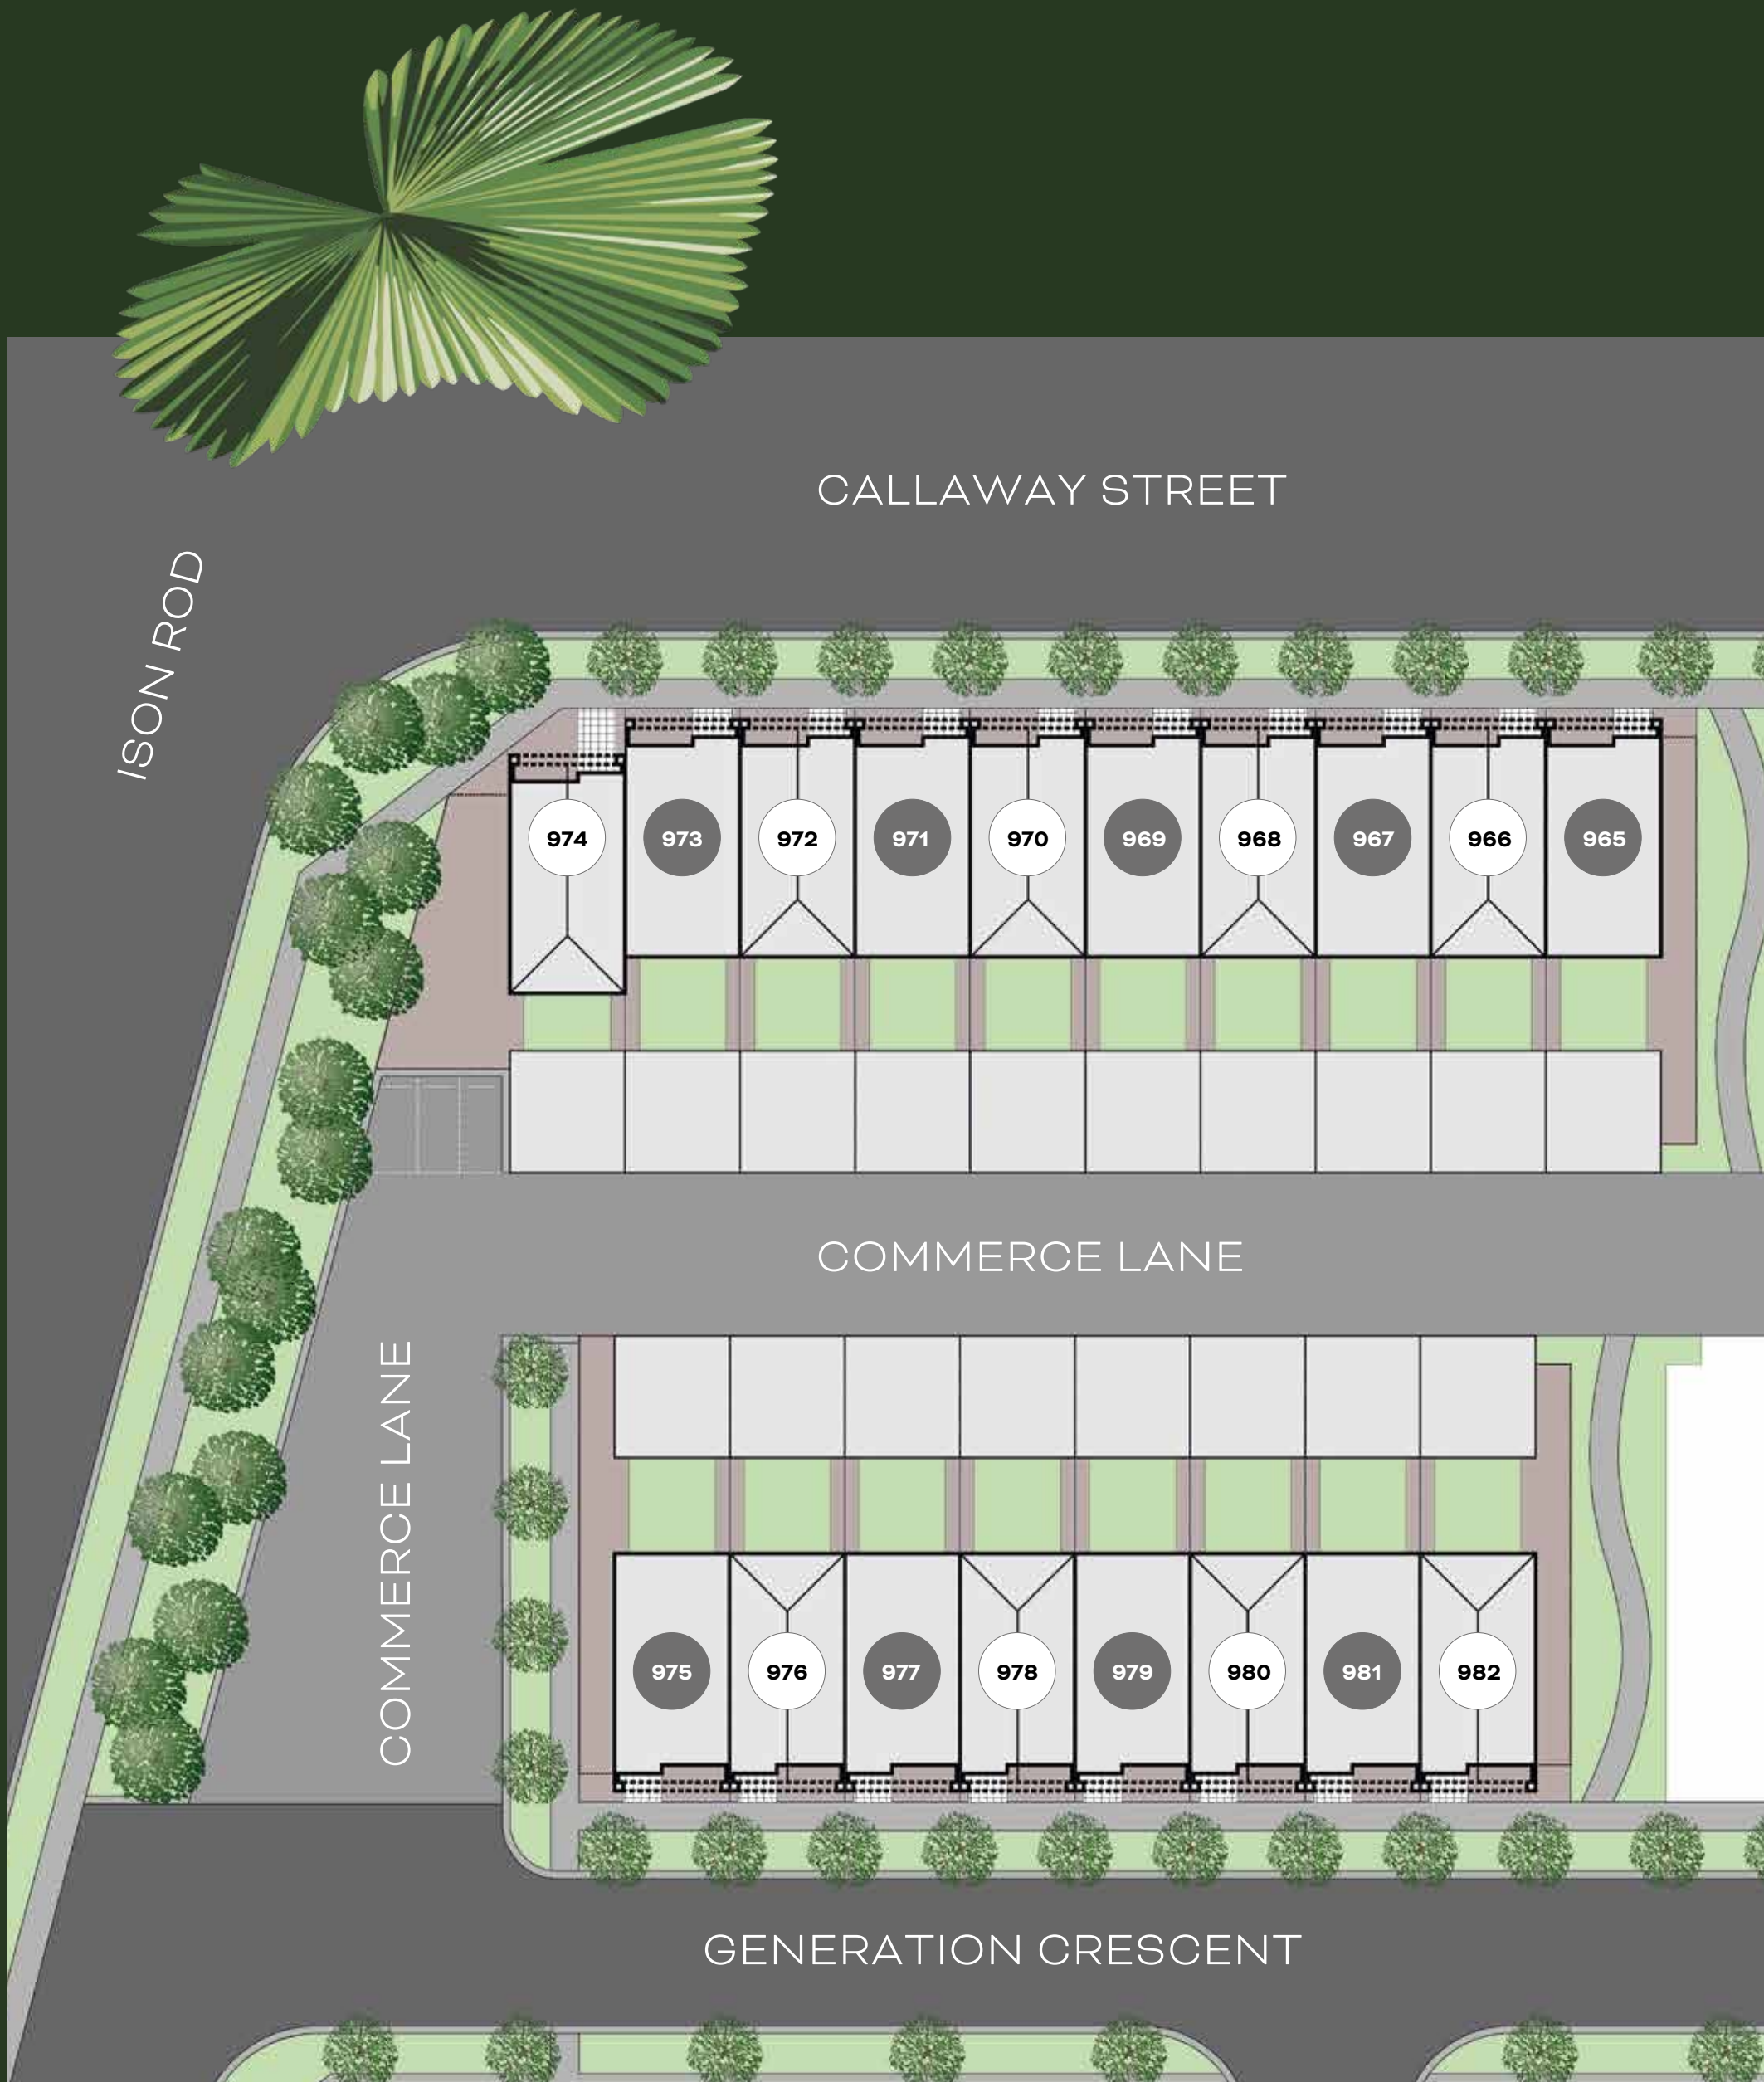 CALLAWAY STREET
ISON ROD
974 973 972 971 970 969 968 967 966 965
COMMERCE LANE
COMMERCE LANE
975 976 977 978 979 980 981 982
GENERATION CRESCENT